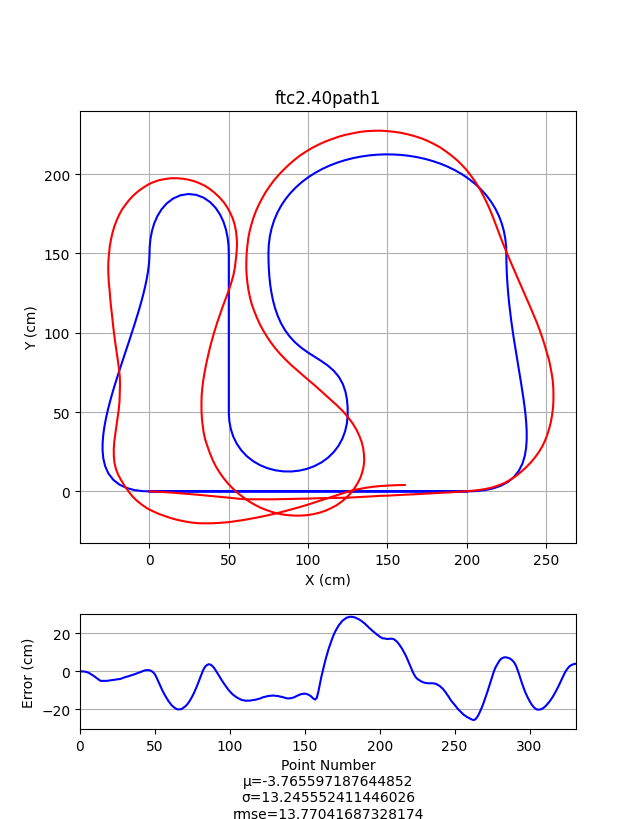 ftc2.40path1
200
150
100
50
0
Y (cm)
0 50 100 150 200 250
X (cm)
20
0
−20
Error (cm)
0 50 100 150 200 250 300
Point Number
μ=-3.765597187644852
σ=13.245552411446026
rmse=13.77041687328174